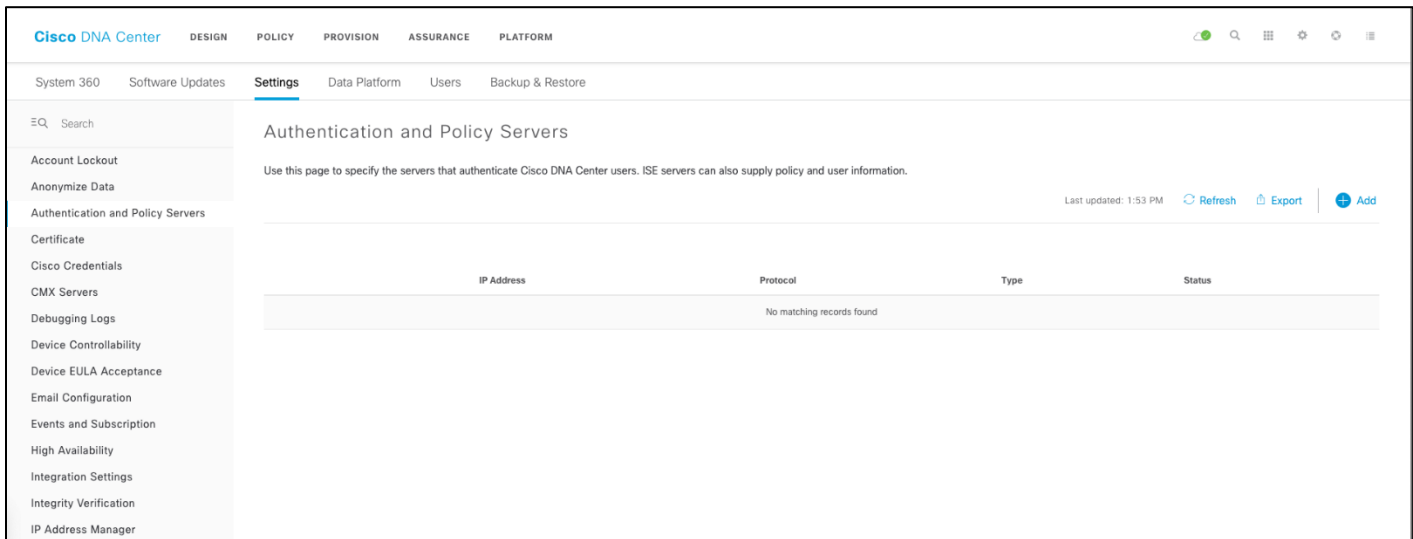 Cisco DNA Center DESIGN POLICY PROVISION ASSURANCE PLATFORM
System 360 Software Updates Settings Data Platform Users Backup & Restore
Search
Account Lockout
Anonymize Data
Authentication and Policy Servers
Certificate
Cisco Credentials
CMX Servers
Debugging Logs
Device Controllability
Device EULA Acceptance
Email Configuration
Events and Subscription
High Availability
Integration Settings
Integrity Verification
IP Address Manager
Authentication and Policy Servers
Use this page to specify the servers that authenticate Cisco DNA Center users. ISE servers can also supply policy and user information.
Last updated: 1:53 PM Refresh Export Add
IP Address Protocol Type Status
No matching records found